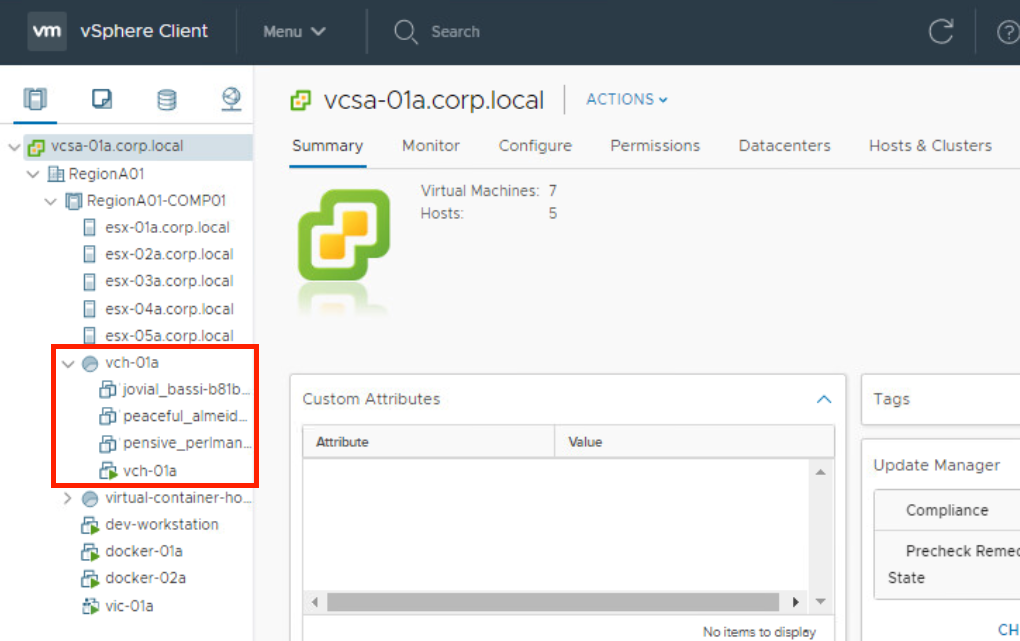 vm vSphere Client Menu Search
vcsa-01a.corp.local
RegionA01
RegionA01-COMP01
esx-01a.corp.local
esx-02a.corp.local
esx-03a.corp.local
esx-04a.corp.local
esx-05a.corp.local
vch-01a
jovial_bassi-b81b...
peaceful_almeid...
pensive_perlman...
vch-01a
virtual-container-ho...
dev-workstation
docker-01a
docker-02a
vic-01a
vcsa-01a.corp.local ACTIONS
Summary Monitor Configure Permissions Datacenters Hosts & Clusters
Virtual Machines: 7
Hosts: 5
Custom Attributes
Attribute Value
No items to display
Tags
Update Manager
Compliance
Precheck Remed
State
CH